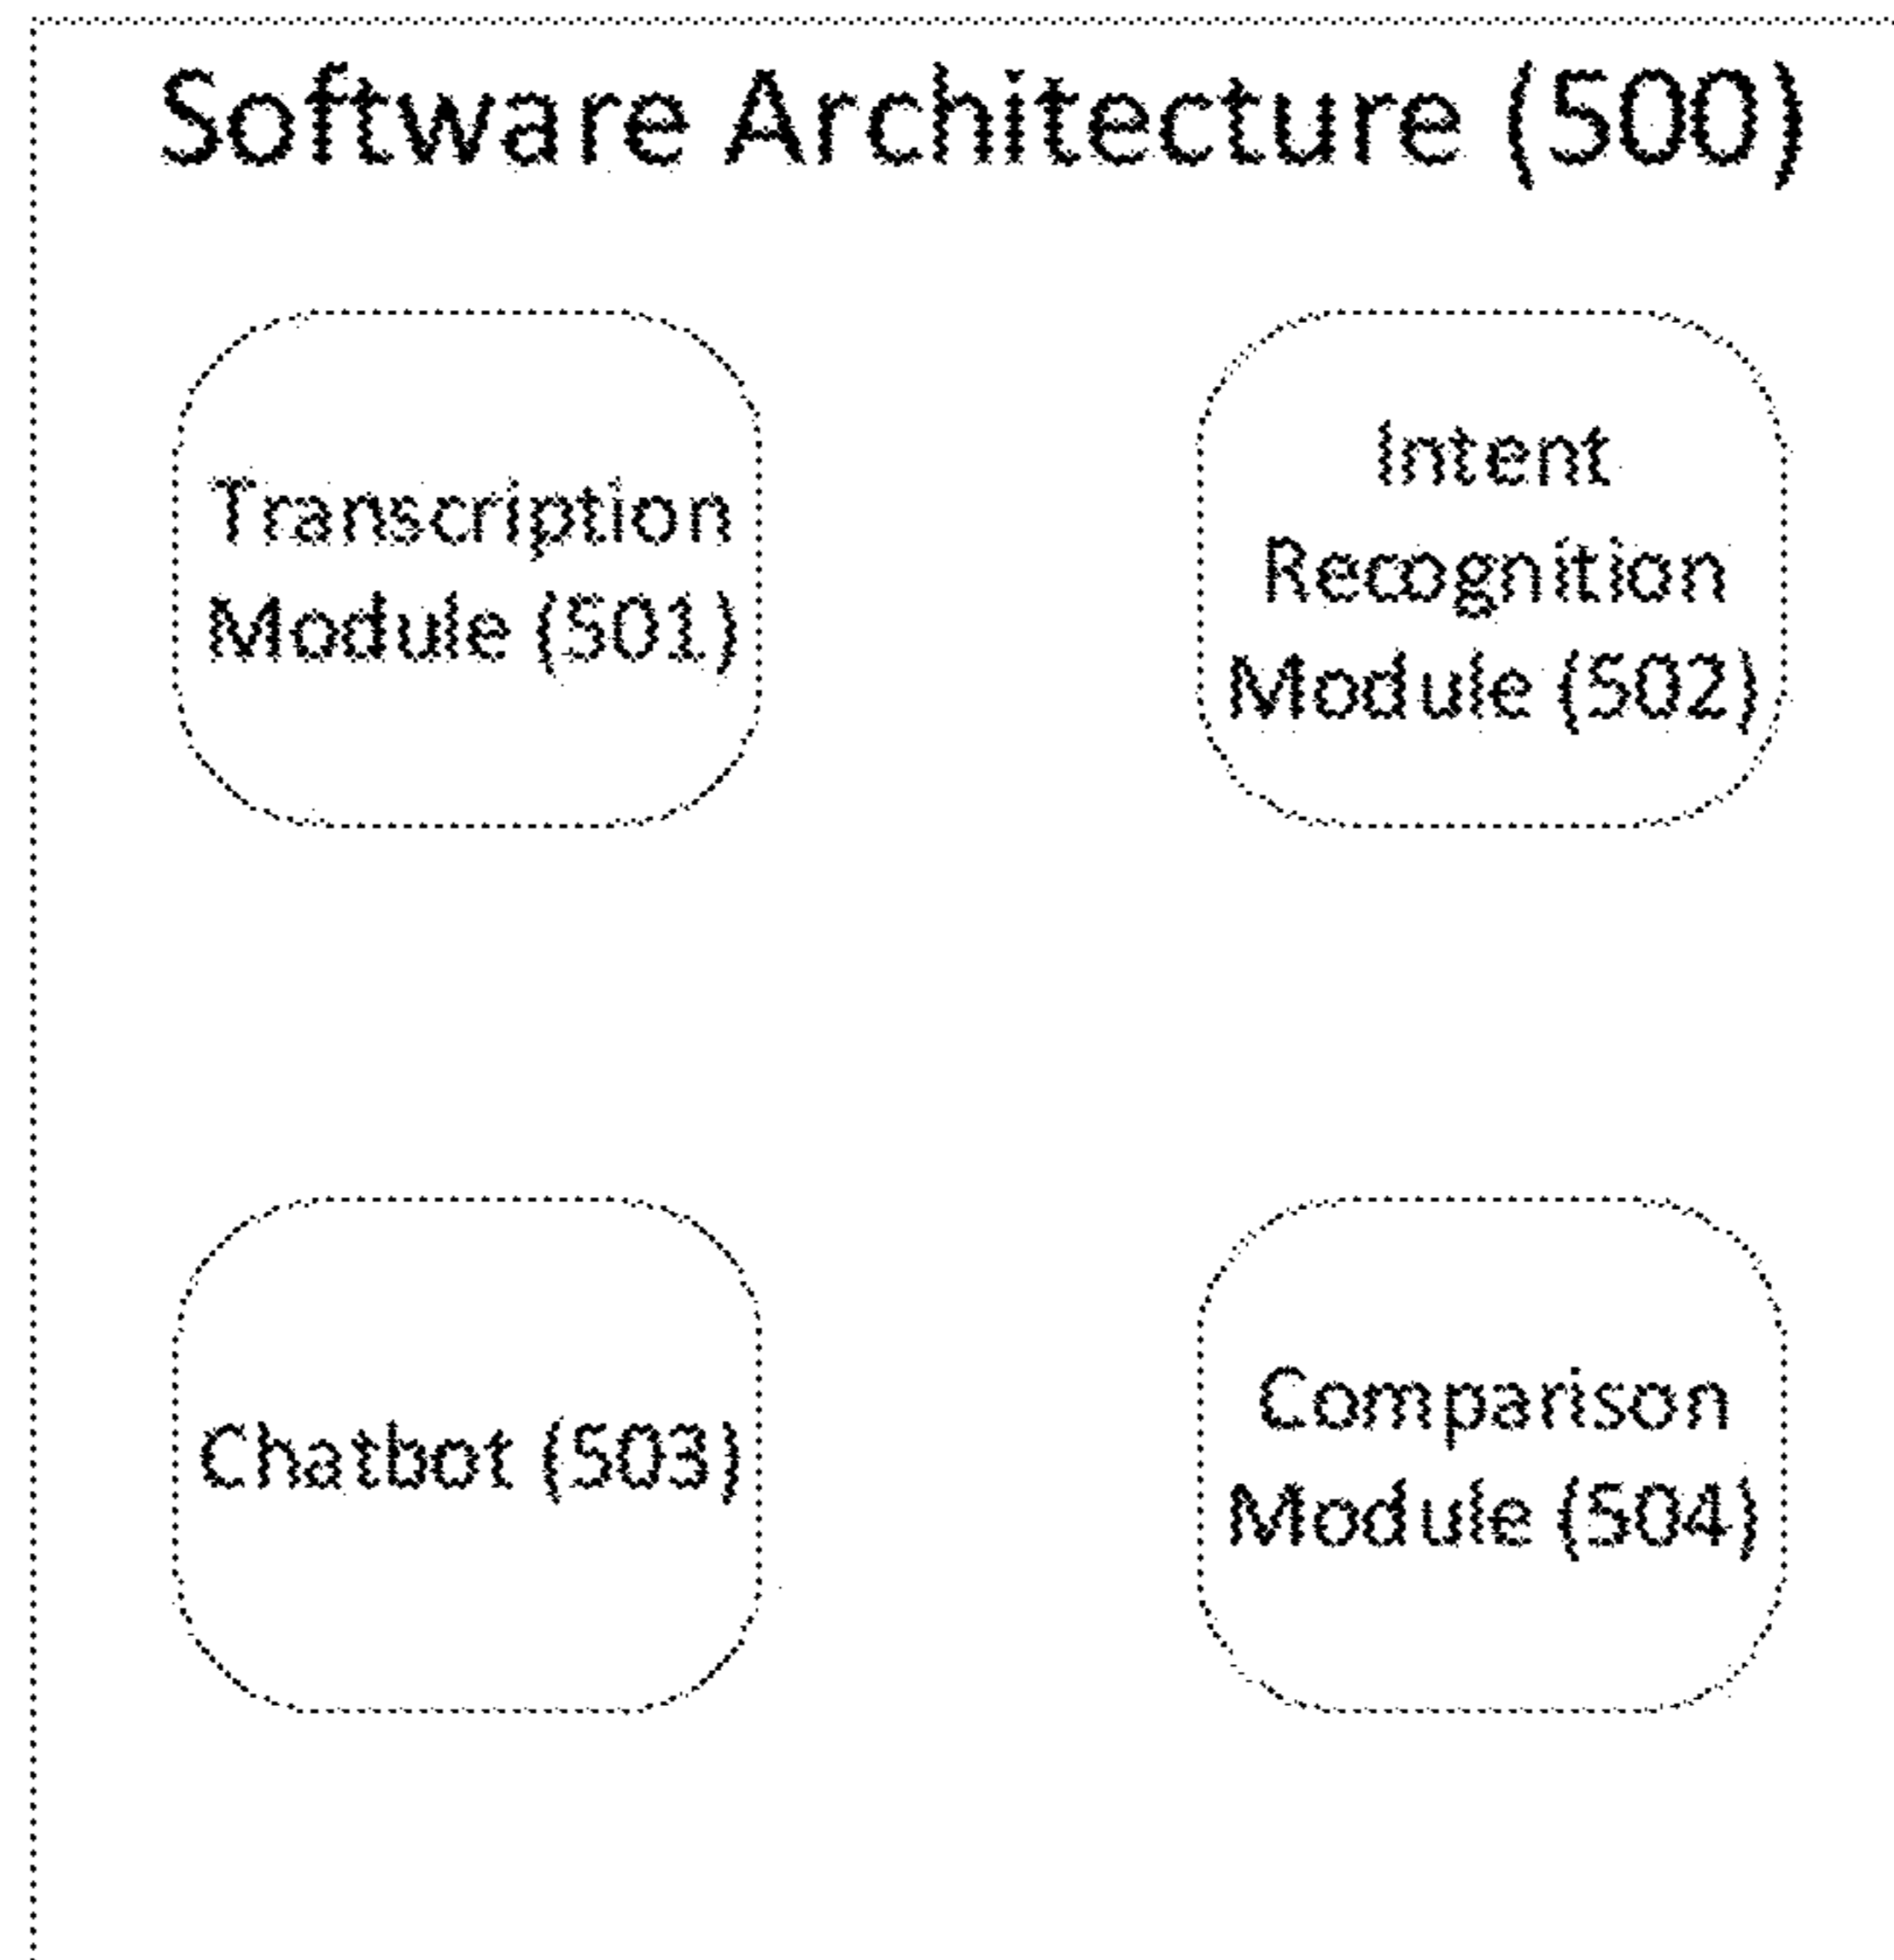 Software Architecture (500)
Transcription
Module (501)
Intent
Recognition
Module (502)
Chatbot (503)
Comparison
Module (504)